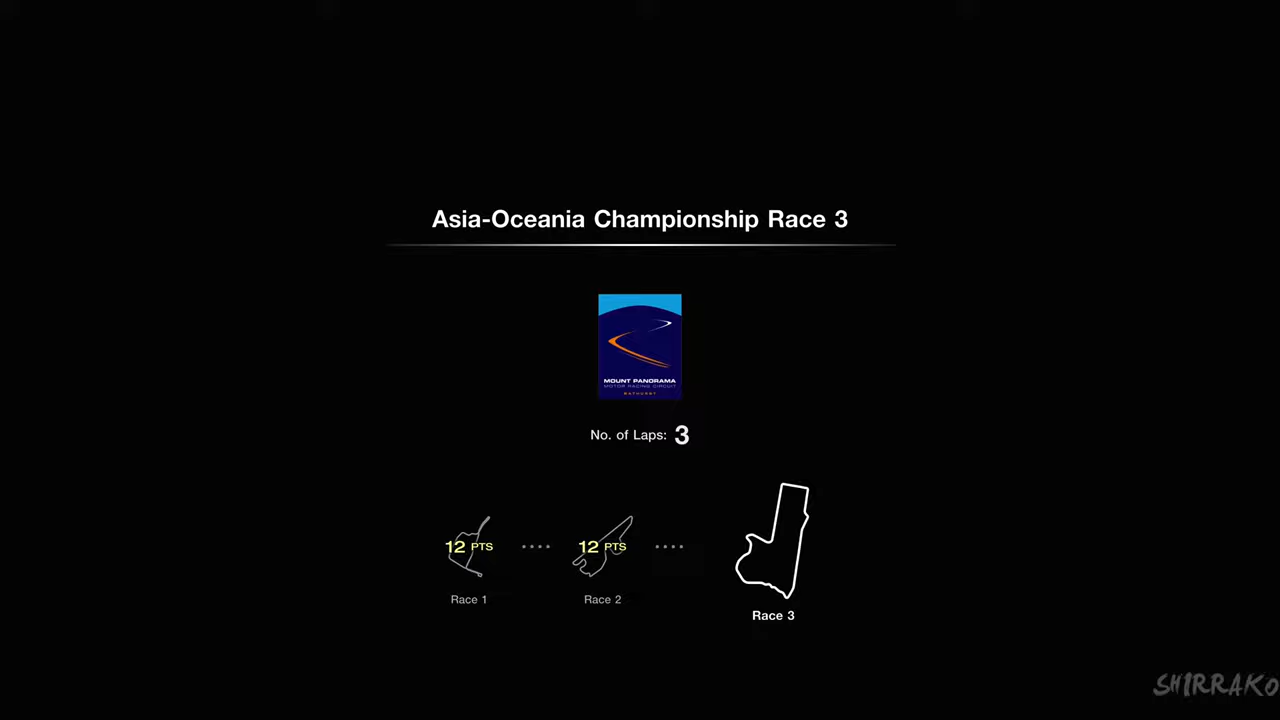 Asia-Oceania Championship Race 3
MOUNT PANORAMA
MOTOR RACING CIRCUIT
BATHURST
No. of Laps: 3
12 PTS
12 PTS
Race 1
Race 2
Race 3
SHIRRAKO